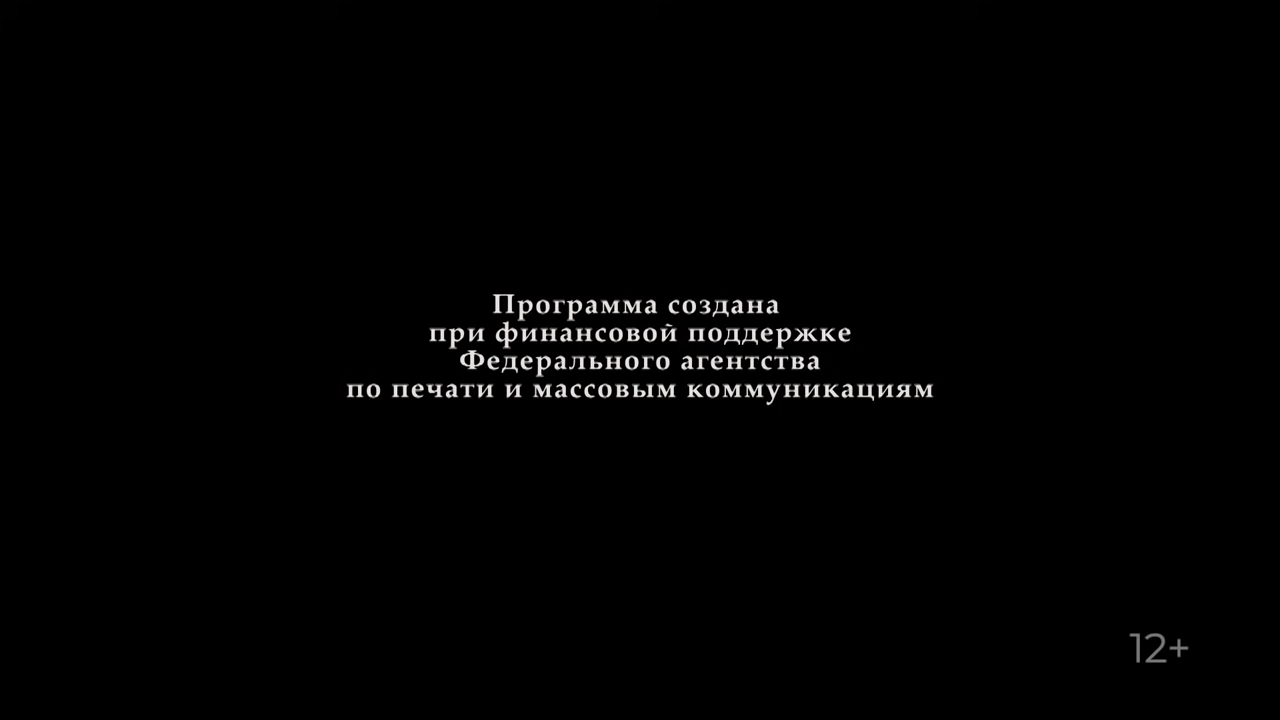 Программа создана
при финансовой поддержке
Федерального агентства
по печати и массовым коммуникациям
12+